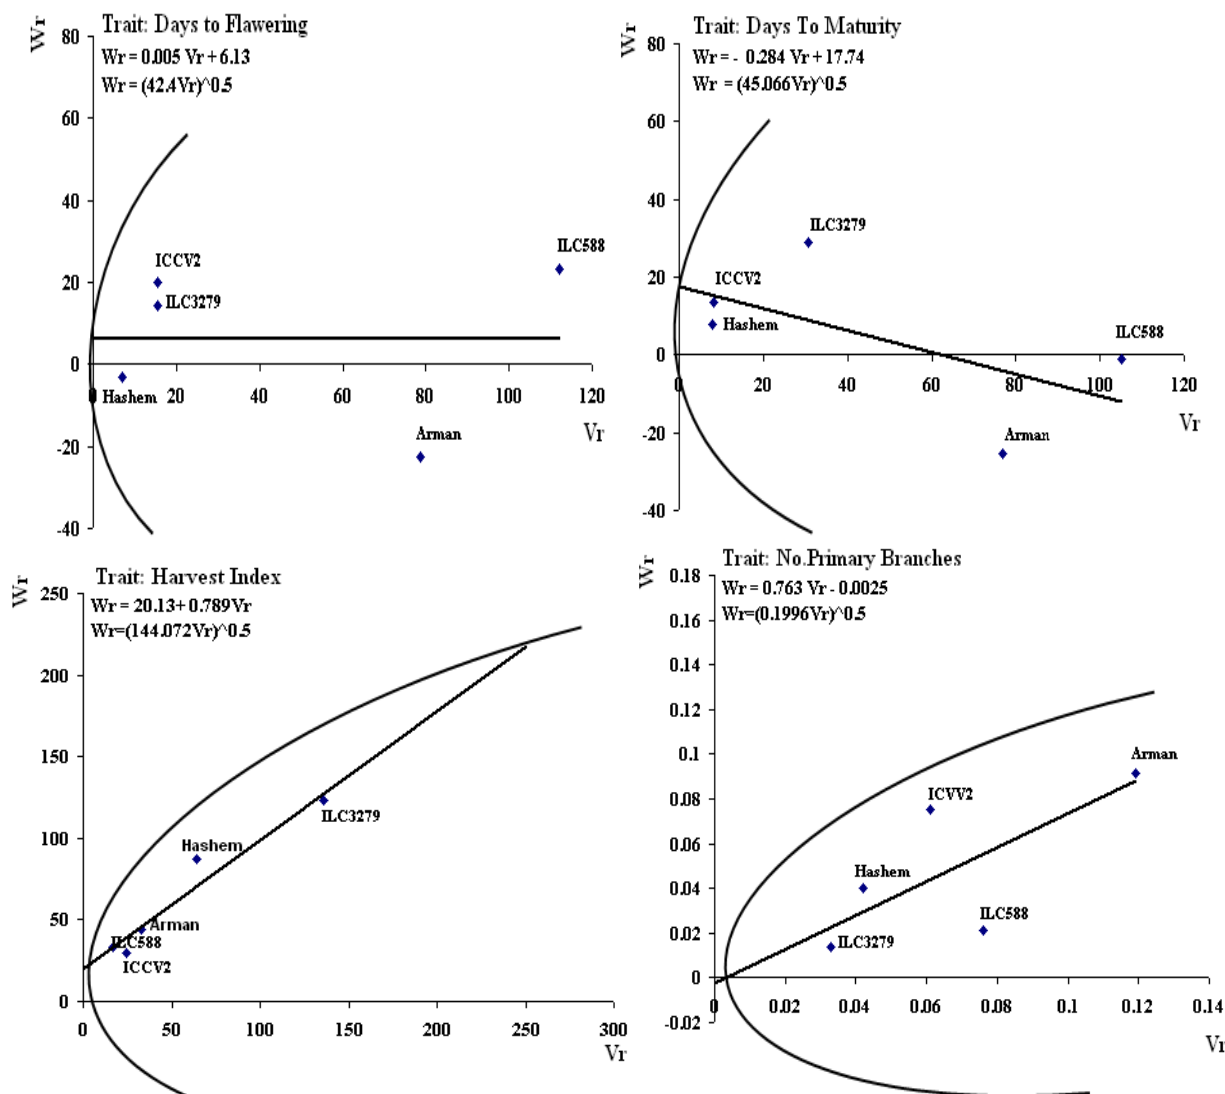 Trait: Days to Flawering
Wr = 0.005 Vr + 6.13
Wr = (42.4Vr)^0.5
Wr
80
60
40
20
0
-20
-40
ICCV2
ILC3279
ILC588
Hashem
Arman
0 20 40 60 80 100 120
Vr
Trait: Days To Maturity
Wr = - 0.284 Vr + 17.74
Wr = (45.066Vr)^0.5
Wr
80
60
40
20
0
-20
-40
ILC3279
ICCV2
Hashem
ILC588
Arman
0 20 40 60 80 100 120
Vr
Trait: Harvest Index
Wr = 20.13+ 0.789Vr
Wr=(144.072Vr)^0.5
Wr
250
200
150
100
50
0
ILC3279
Hashem
Arman
ILC588
ICCV2
0 50 100 150 200 250 300
Vr
Trait: No.Primary Branches
Wr = 0.763 Vr - 0.0025
Wr=(0.1996Vr)^0.5
Wr
0.18
0.16
0.14
0.12
0.1
0.08
0.06
0.04
0.02
0
-0.02
Arman
ICVV2
Hashem
ILC588
ILC3279
0 0.02 0.04 0.06 0.08 0.1 0.12 0.14
Vr